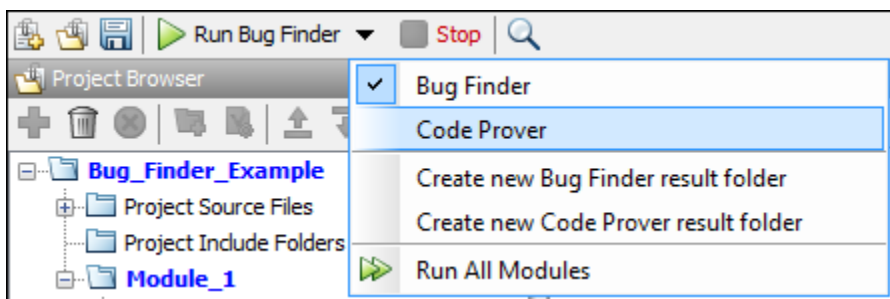 Run Bug Finder Stop
Project Browser
Bug Finder
Code Prover
Bug_Finder_Example
Create new Bug Finder result folder
Project Source Files
Create new Code Prover result folder
Project Include Folders
Module_1
Run All Modules